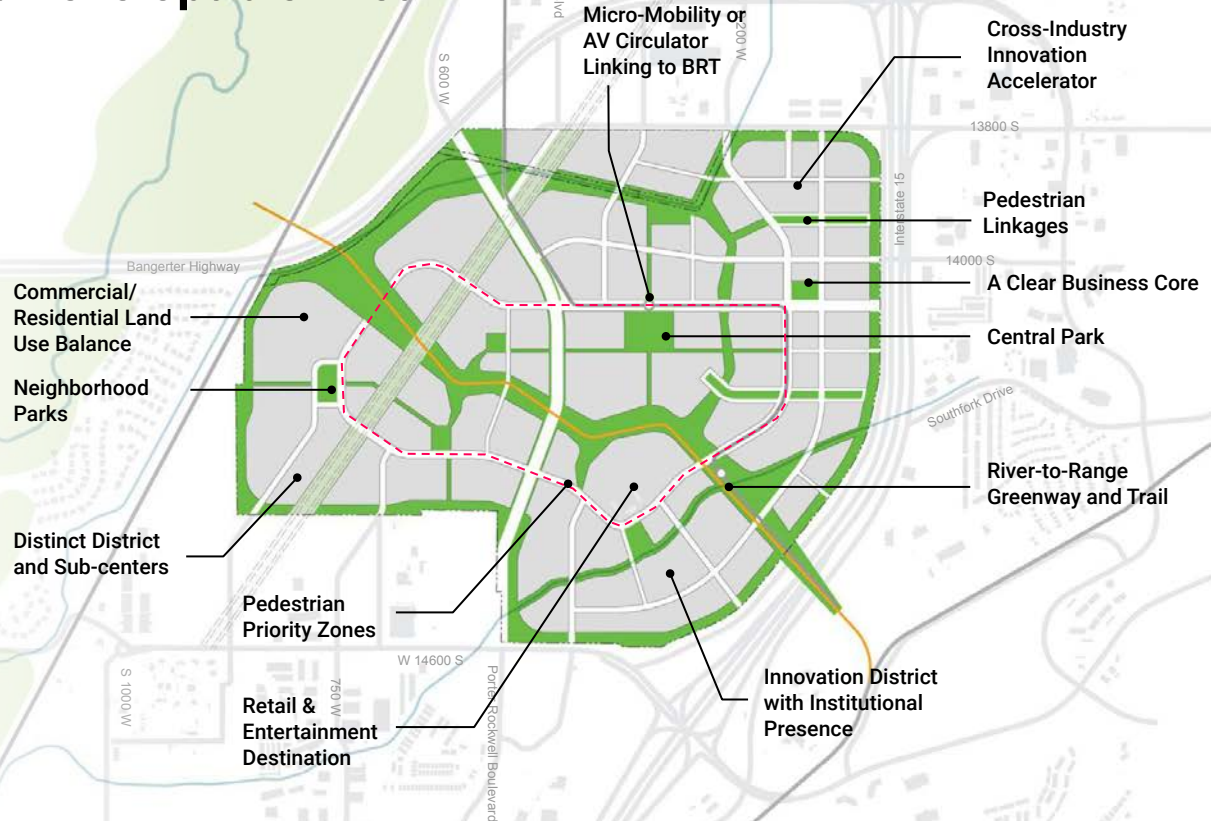 Micro-Mobility or
AV Circulator
Linking to BRT
Cross-Industry
Innovation
Accelerator
Blvd
200 W
S 600 W
13800 S
Interstate 15
Pedestrian
Linkages
14000 S
Bangerter Highway
A Clear Business Core
Commercial/
Residential Land
Use Balance
Central Park
Neighborhood
Parks
Southfork Drive
River-to-Range
Greenway and Trail
Distinct District
and Sub-centers
Pedestrian
Priority Zones
W 14600 S
S 1000 W
750 W
Porter Rockwell Boulevard
Innovation District
with Institutional
Presence
Retail &
Entertainment
Destination